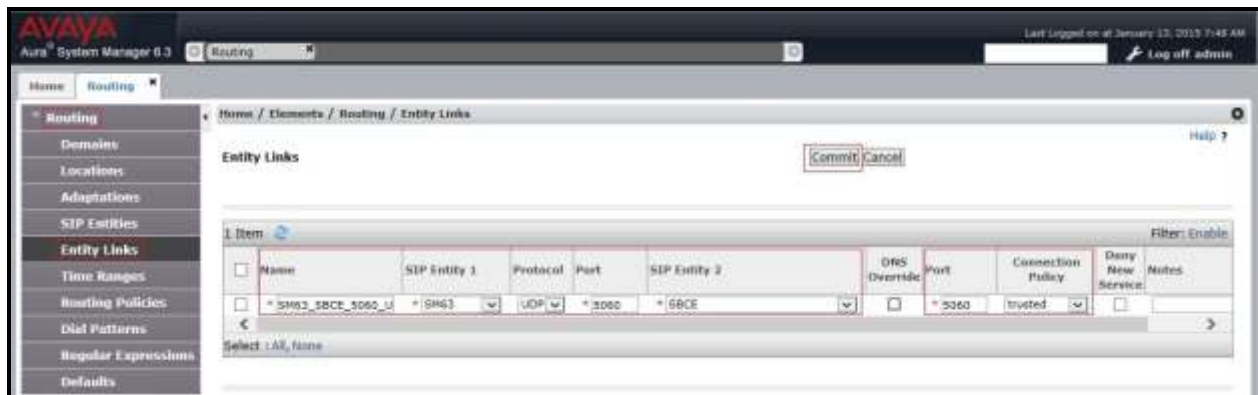 AVAYA
Aura® System Manager 6.3
Routing
Last Logged on at January 13, 2015 7:48 AM
Log off admin
Home
Routing
Routing
Domains
Locations
Adaptations
SIP Entities
Entity Links
Time Ranges
Routing Policies
Dial Patterns
Regular Expressions
Defaults
Home / Elements / Routing / Entity Links
Help ?
Entity Links
Commit Cancel
1 Item
Filter: Enable
Name SIP Entity 1 Protocol Port SIP Entity 2 DNS Override Port Connection Policy Deny New Service Notes
* SM63_SBCE_5060_U * SM63 UDP * 5060 * SBCE * 5060 trusted
Select : All, None